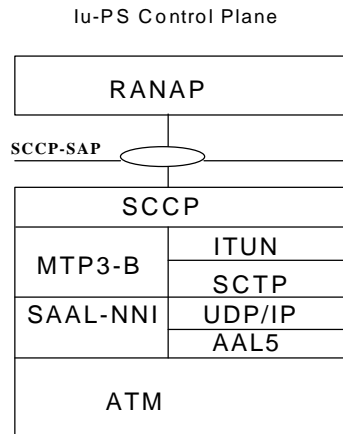 Iu-PS Control Plane
RANAP
SCCP-SAP
SCCP
MTP3-B
ITUN
SCTP
SAAL-NNI
UDP/IP
AAL5
ATM